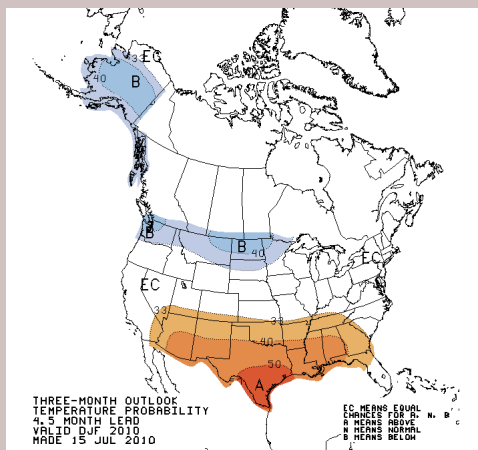 33
EC
40
B
B
B
40
EC
EC
33
33
40
50
A
THREE-MONTH OUTLOOK
TEMPERATURE PROBABILITY
4.5 MONTH LEAD
VALID DJF 2010
MADE 15 JUL 2010
EC MEANS EQUAL
CHANCES FOR A, N, B
A MEANS ABOVE
N MEANS NORMAL
B MEANS BELOW